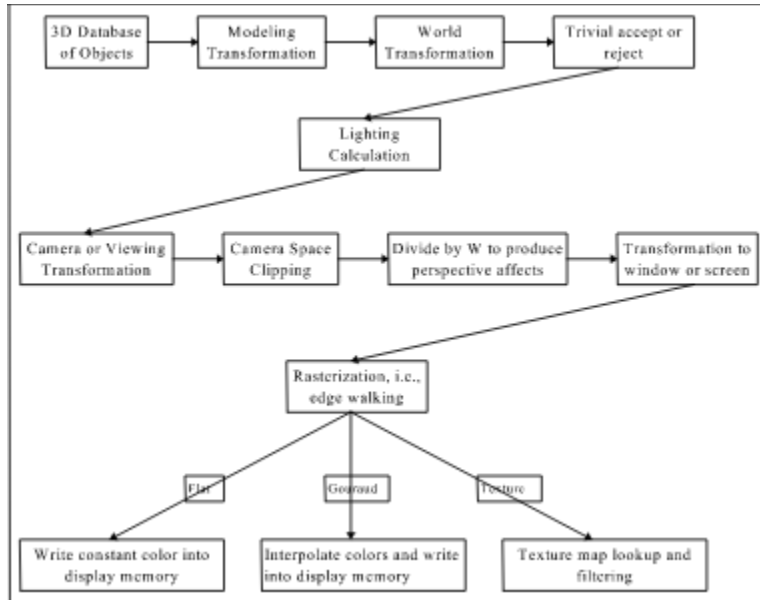 3D Database
of Objects
Modeling
Transformation
World
Transformation
Trivial accept or
reject
Lighting
Calculation
Camera or Viewing
Transformation
Camera Space
Clipping
Divide by W to produce
perspective affects
Transformation to
window or screen
Rasterization, i.e.,
edge walking
Flat
Gouraud
Texture
Write constant color into
display memory
Interpolate colors and write
into display memory
Texture map lookup and
filtering